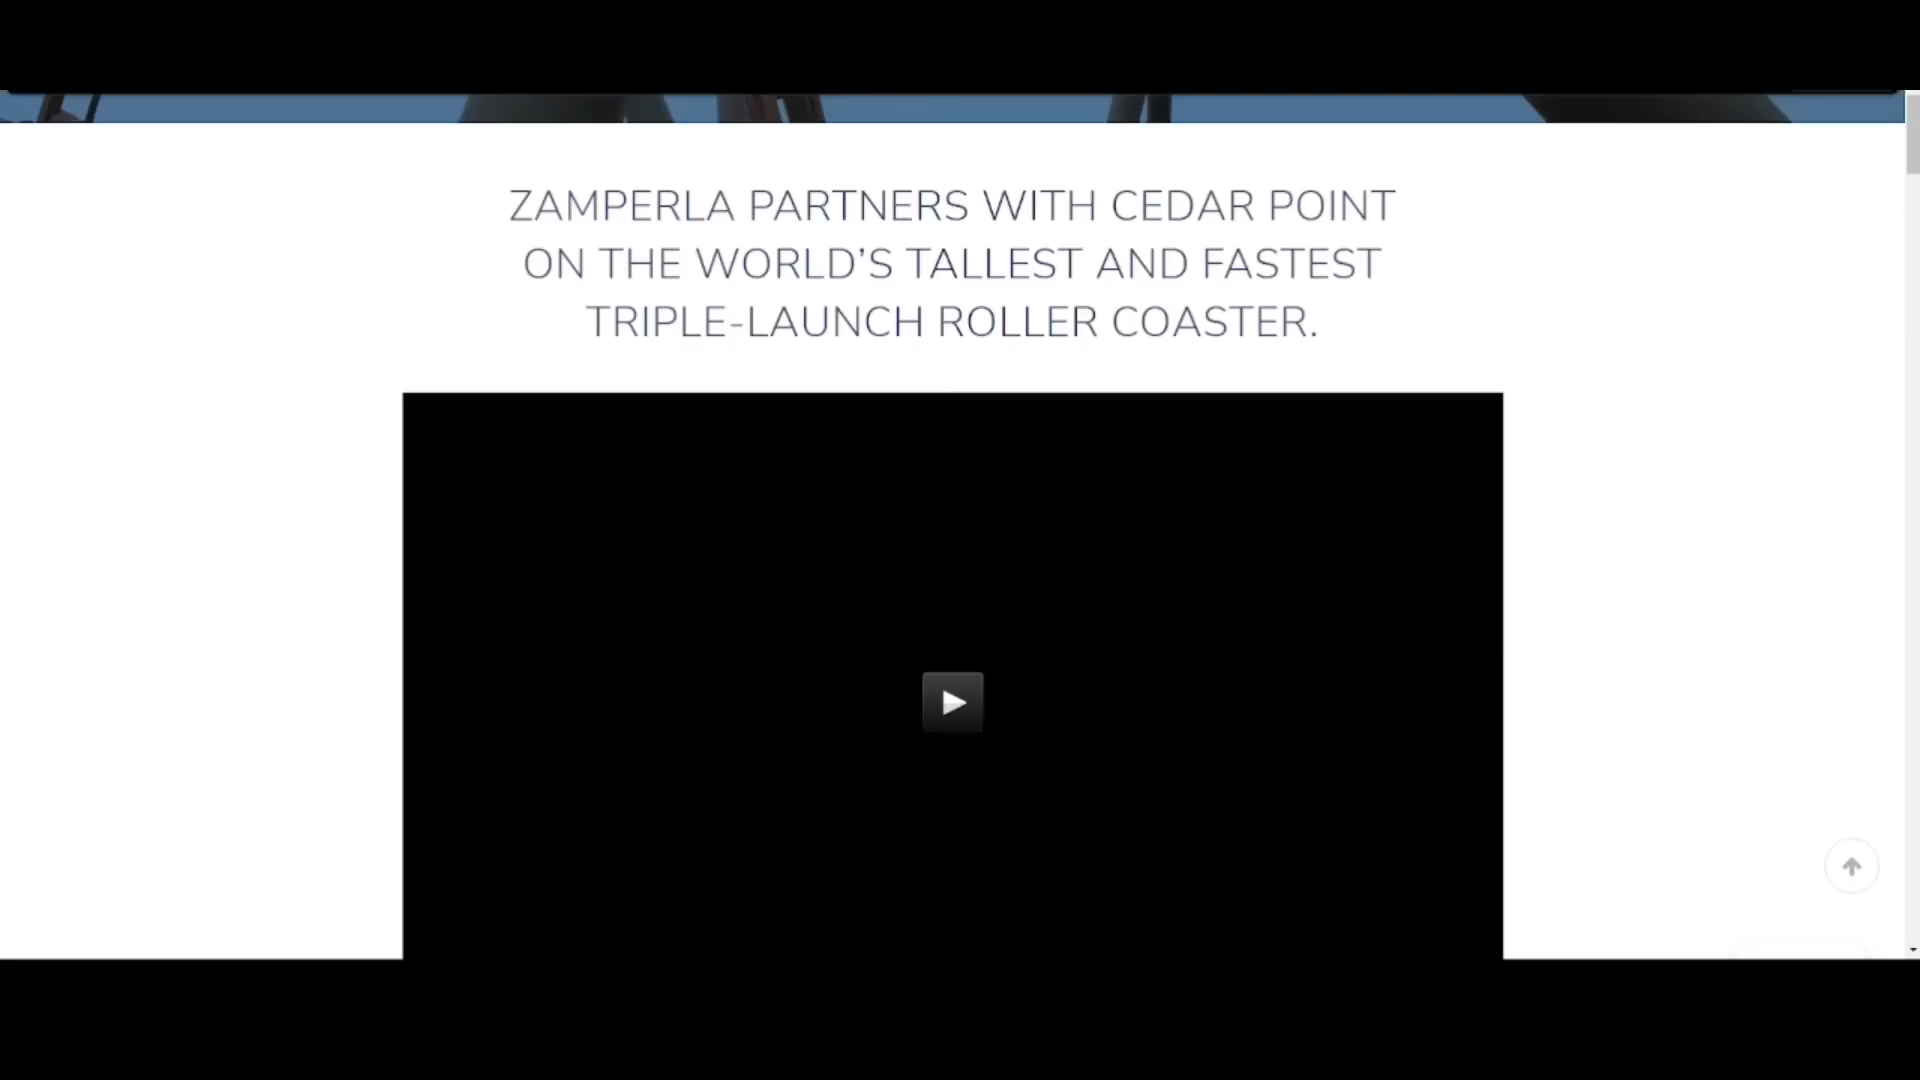 ZAMPERLA PARTNERS WITH CEDAR POINT
ON THE WORLD’S TALLEST AND FASTEST
TRIPLE-LAUNCH ROLLER COASTER.